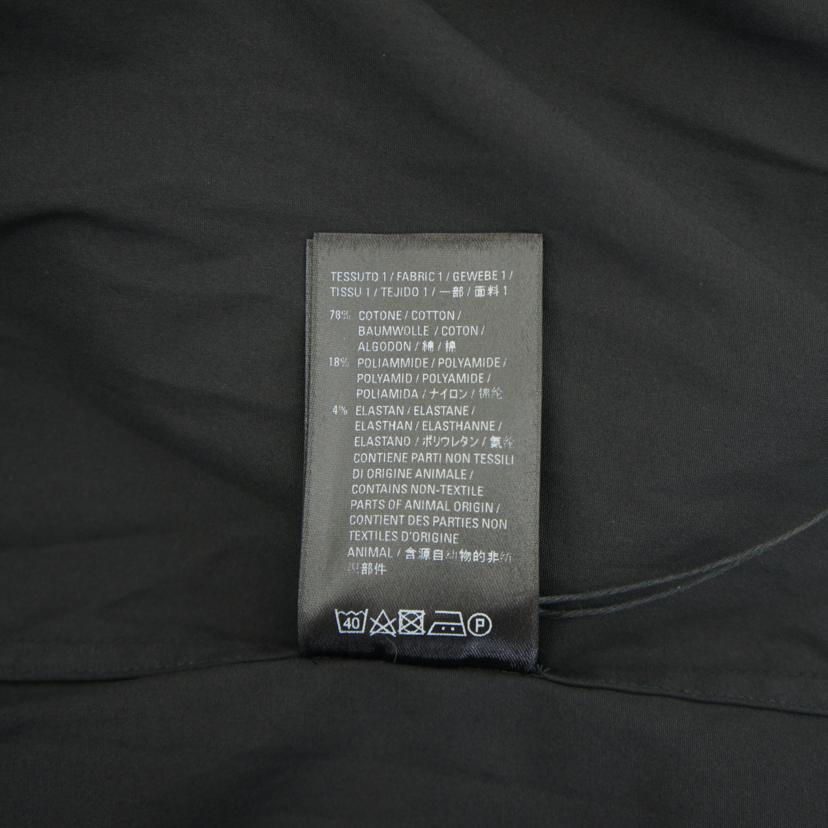 TESSUTO 1 / FABRIC 1 / GEWEBE 1 /
TISSU 1 / TEJIDO 1 / 一部 / 面料 1
78% COTONE / COTTON /
BAUMWOLLE / COTON /
ALGODON / 綿 / 棉
18% POLIAMMIDE / POLYAMIDE /
POLYAMID / POLYAMIDE /
POLIAMIDA / ナイロン / 锦纶
4% ELASTAN / ELASTANE /
ELASTHAN / ELASTHANNE /
ELASTANO / ポリウレタン / 氨纶
CONTIENE PARTI NON TESSILI
DI ORIGINE ANIMALE /
CONTAINS NON-TEXTILE
PARTS OF ANIMAL ORIGIN /
CONTIENT DES PARTIES NON
TEXTILES D'ORIGINE
ANIMAL / 含源自动物的非纺
织部件
40 P